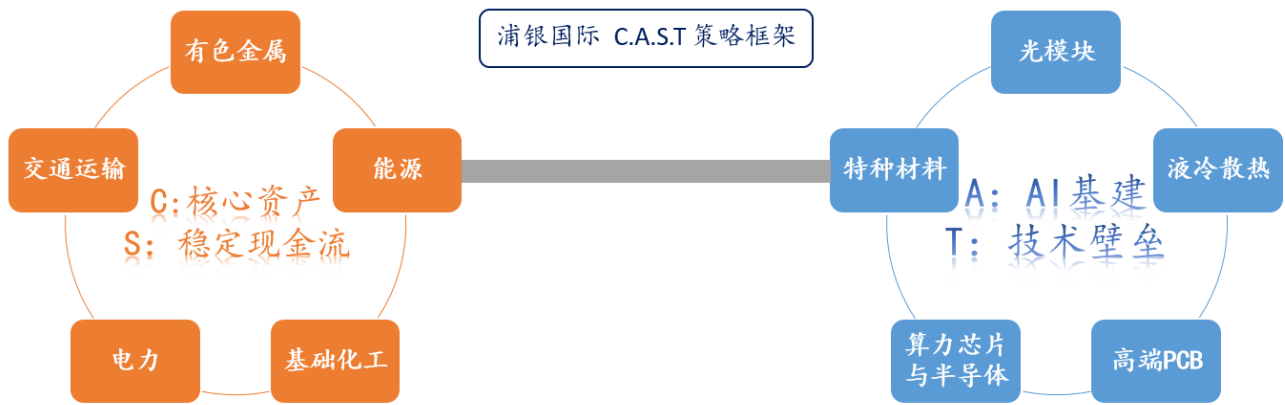 浦银国际 C.A.S.T 策略框架
有色金属
交通运输
能源
C:核心资产
S：稳定现金流
电力
基础化工
光模块
特种材料
液冷散热
A：AI基建
T：技术壁垒
算力芯片
与半导体
高端PCB